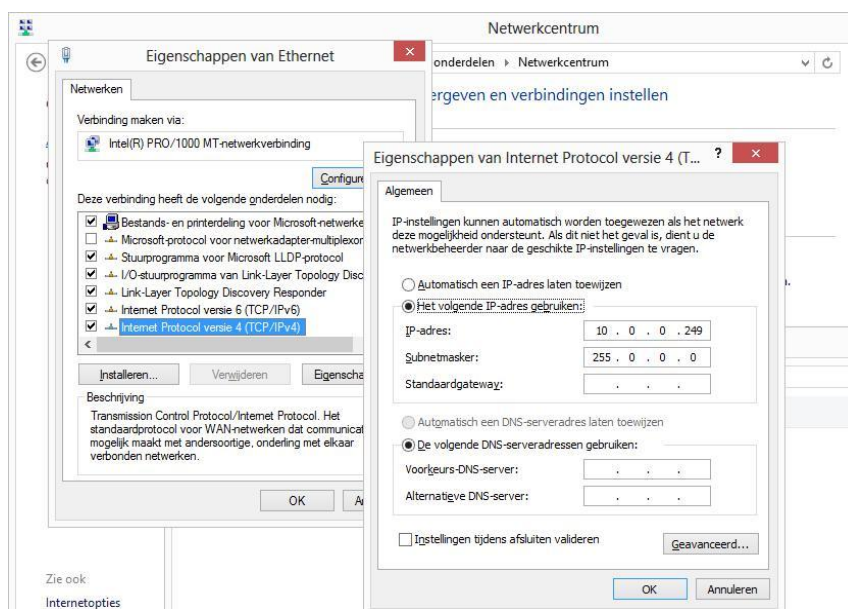 Netwerkcentrum
onderdelen
Netwerkcentrum
Eigenschappen van Ethernet
Netwerken
Verbinding maken via:
Intel(R) PRO/1000 MT-netwerkverbinding
Deze verbinding heeft de volgende onderdelen nodig:
Bestands- en printerdeling voor Microsoft-netwerke
Microsoft-protocol voor netwerkadapter-multiplexor
Stuurprogramma voor Microsoft LLDP-protocol
I/O-stuurprogramma van Link-Layer Topology Disc
Link-Layer Topology Discovery Responder
Internet Protocol versie 6 (TCP/IPv6)
Internet Protocol versie 4 (TCP/IPv4)
Installeren...
Verwijderen
Beschrijving
Transmission Control Protocol/Internet Protocol. Het
standaardprotocol voor WAN-netwerken dat communicat
mogelijk maakt met andersoortige, onderling met elkaar
verbonden netwerken.
OK
ergeven en verbindingen instellen
Eigenschappen van Internet Protocol versie 4 (T...
Algemeen
IP-instellingen kunnen automatisch worden toegewezen als het netwerk
deze mogelijkheid ondersteunt. Als dit niet het geval is, dient u de
netwerkbeheerder naar de geschikte IP-instellingen te vragen.
Automatisch een IP-adres laten toewijzen
Het volgende IP-adres gebruiken:
IP-adres: 10 . 0 . 0 . 249
Subnetmasker: 255 . 0 . 0 . 0
Standaardgateway: . . .
Automatisch een DNS-serveradres laten toewijzen
De volgende DNS-serveradressen gebruiken:
Voorkeurs-DNS-server: . . .
Alternatieve DNS-server: . . .
Instellingen tijdens afsluiten valideren
Geavanceerd...
OK
Annuleren
Zie ook
Internetopties